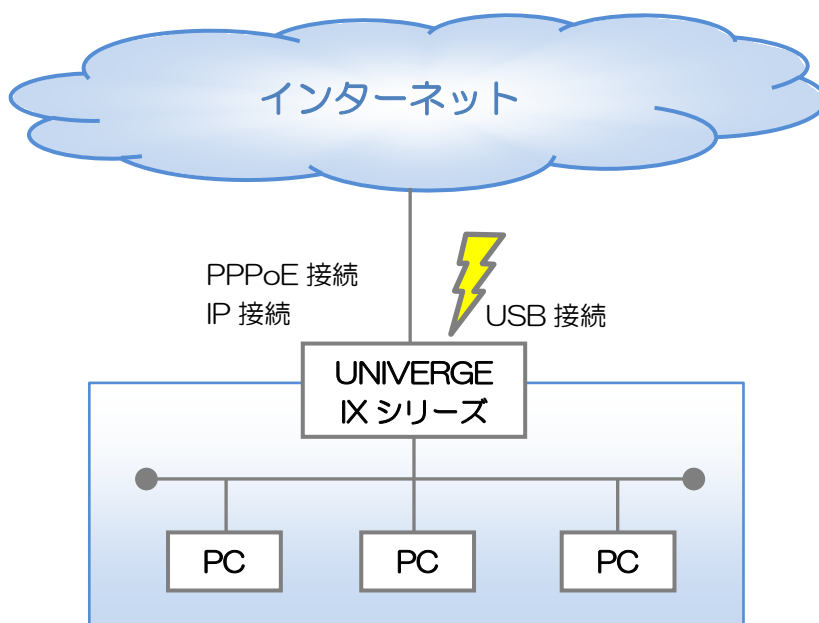 インターネット
PPPoE 接続
IP 接続
USB 接続
UNIVERGE
IX シリーズ
PC
PC
PC